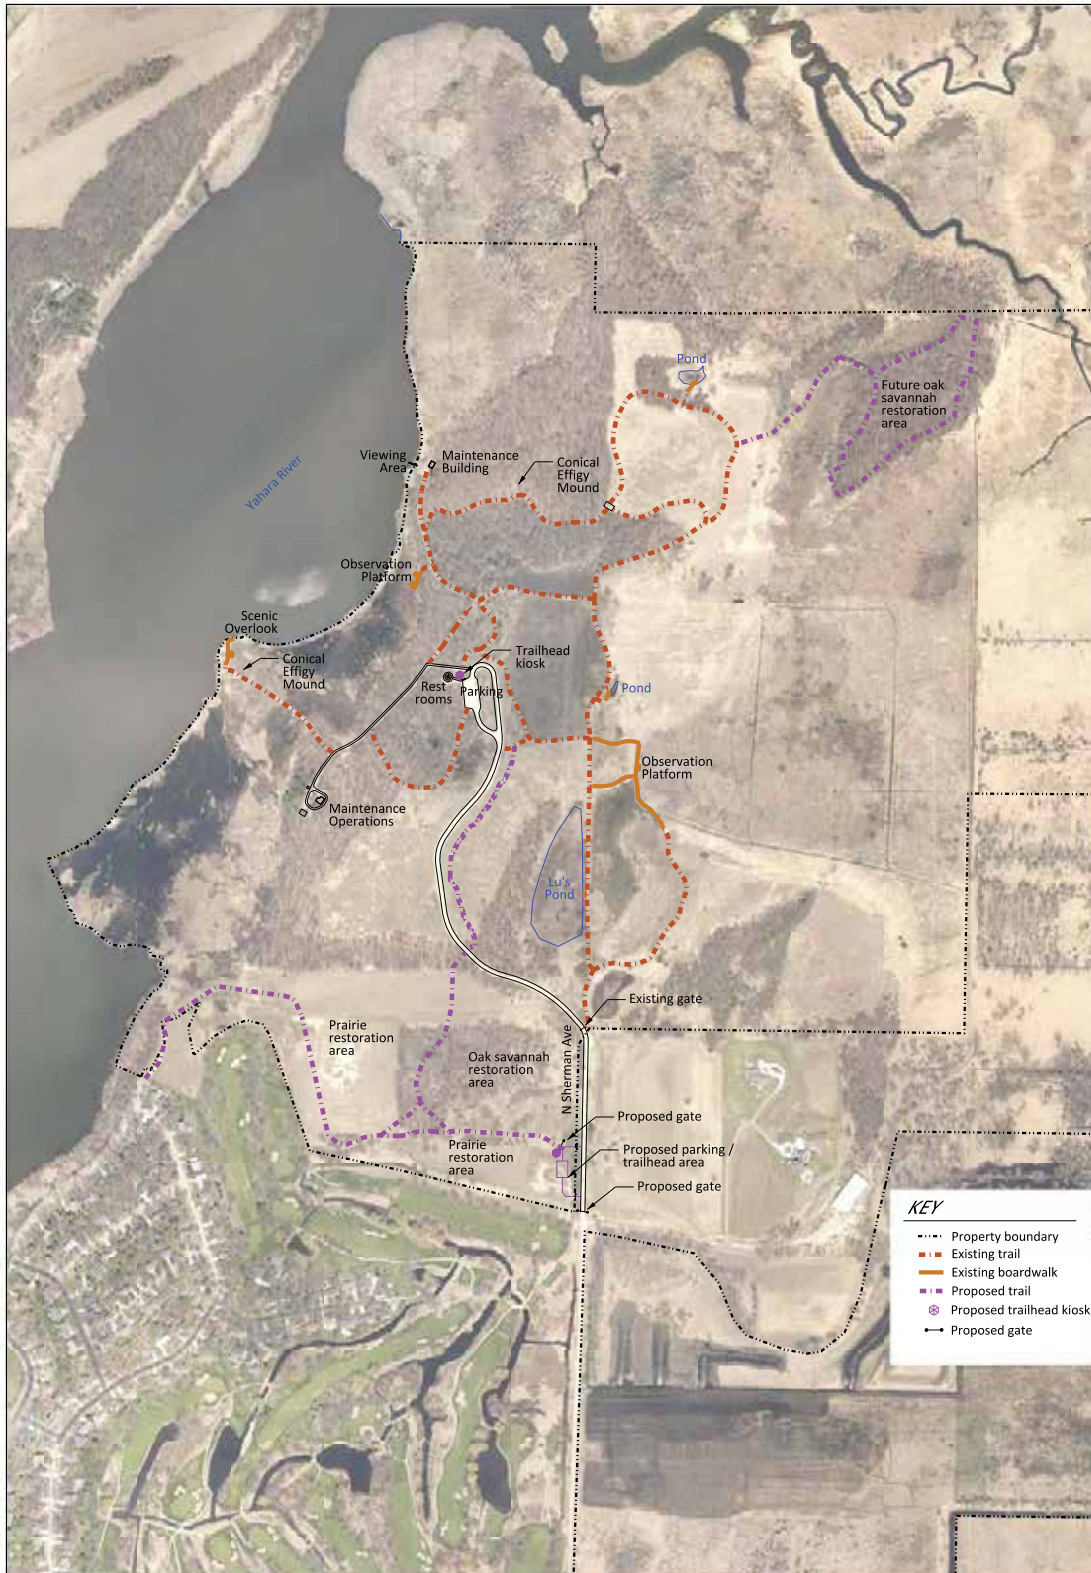 Pond
Future oak
savannah
restoration
area
Viewing
Area
Maintenance
Building
Conical
Effigy
Mound
Yahara River
Observation
Platform
Scenic
Overlook
Conical
Effigy
Mound
Trailhead
kiosk
Rest
rooms
Parking
Pond
Observation
Platform
Maintenance
Operations
Lu's
Pond
Existing gate
N Sherman Ave
Prairie
restoration
area
Oak savannah
restoration
area
Proposed gate
Prairie
restoration
area
Proposed parking /
trailhead area
Proposed gate
KEY
Property boundary
Existing trail
Existing boardwalk
Proposed trail
Proposed trailhead kiosk
Proposed gate